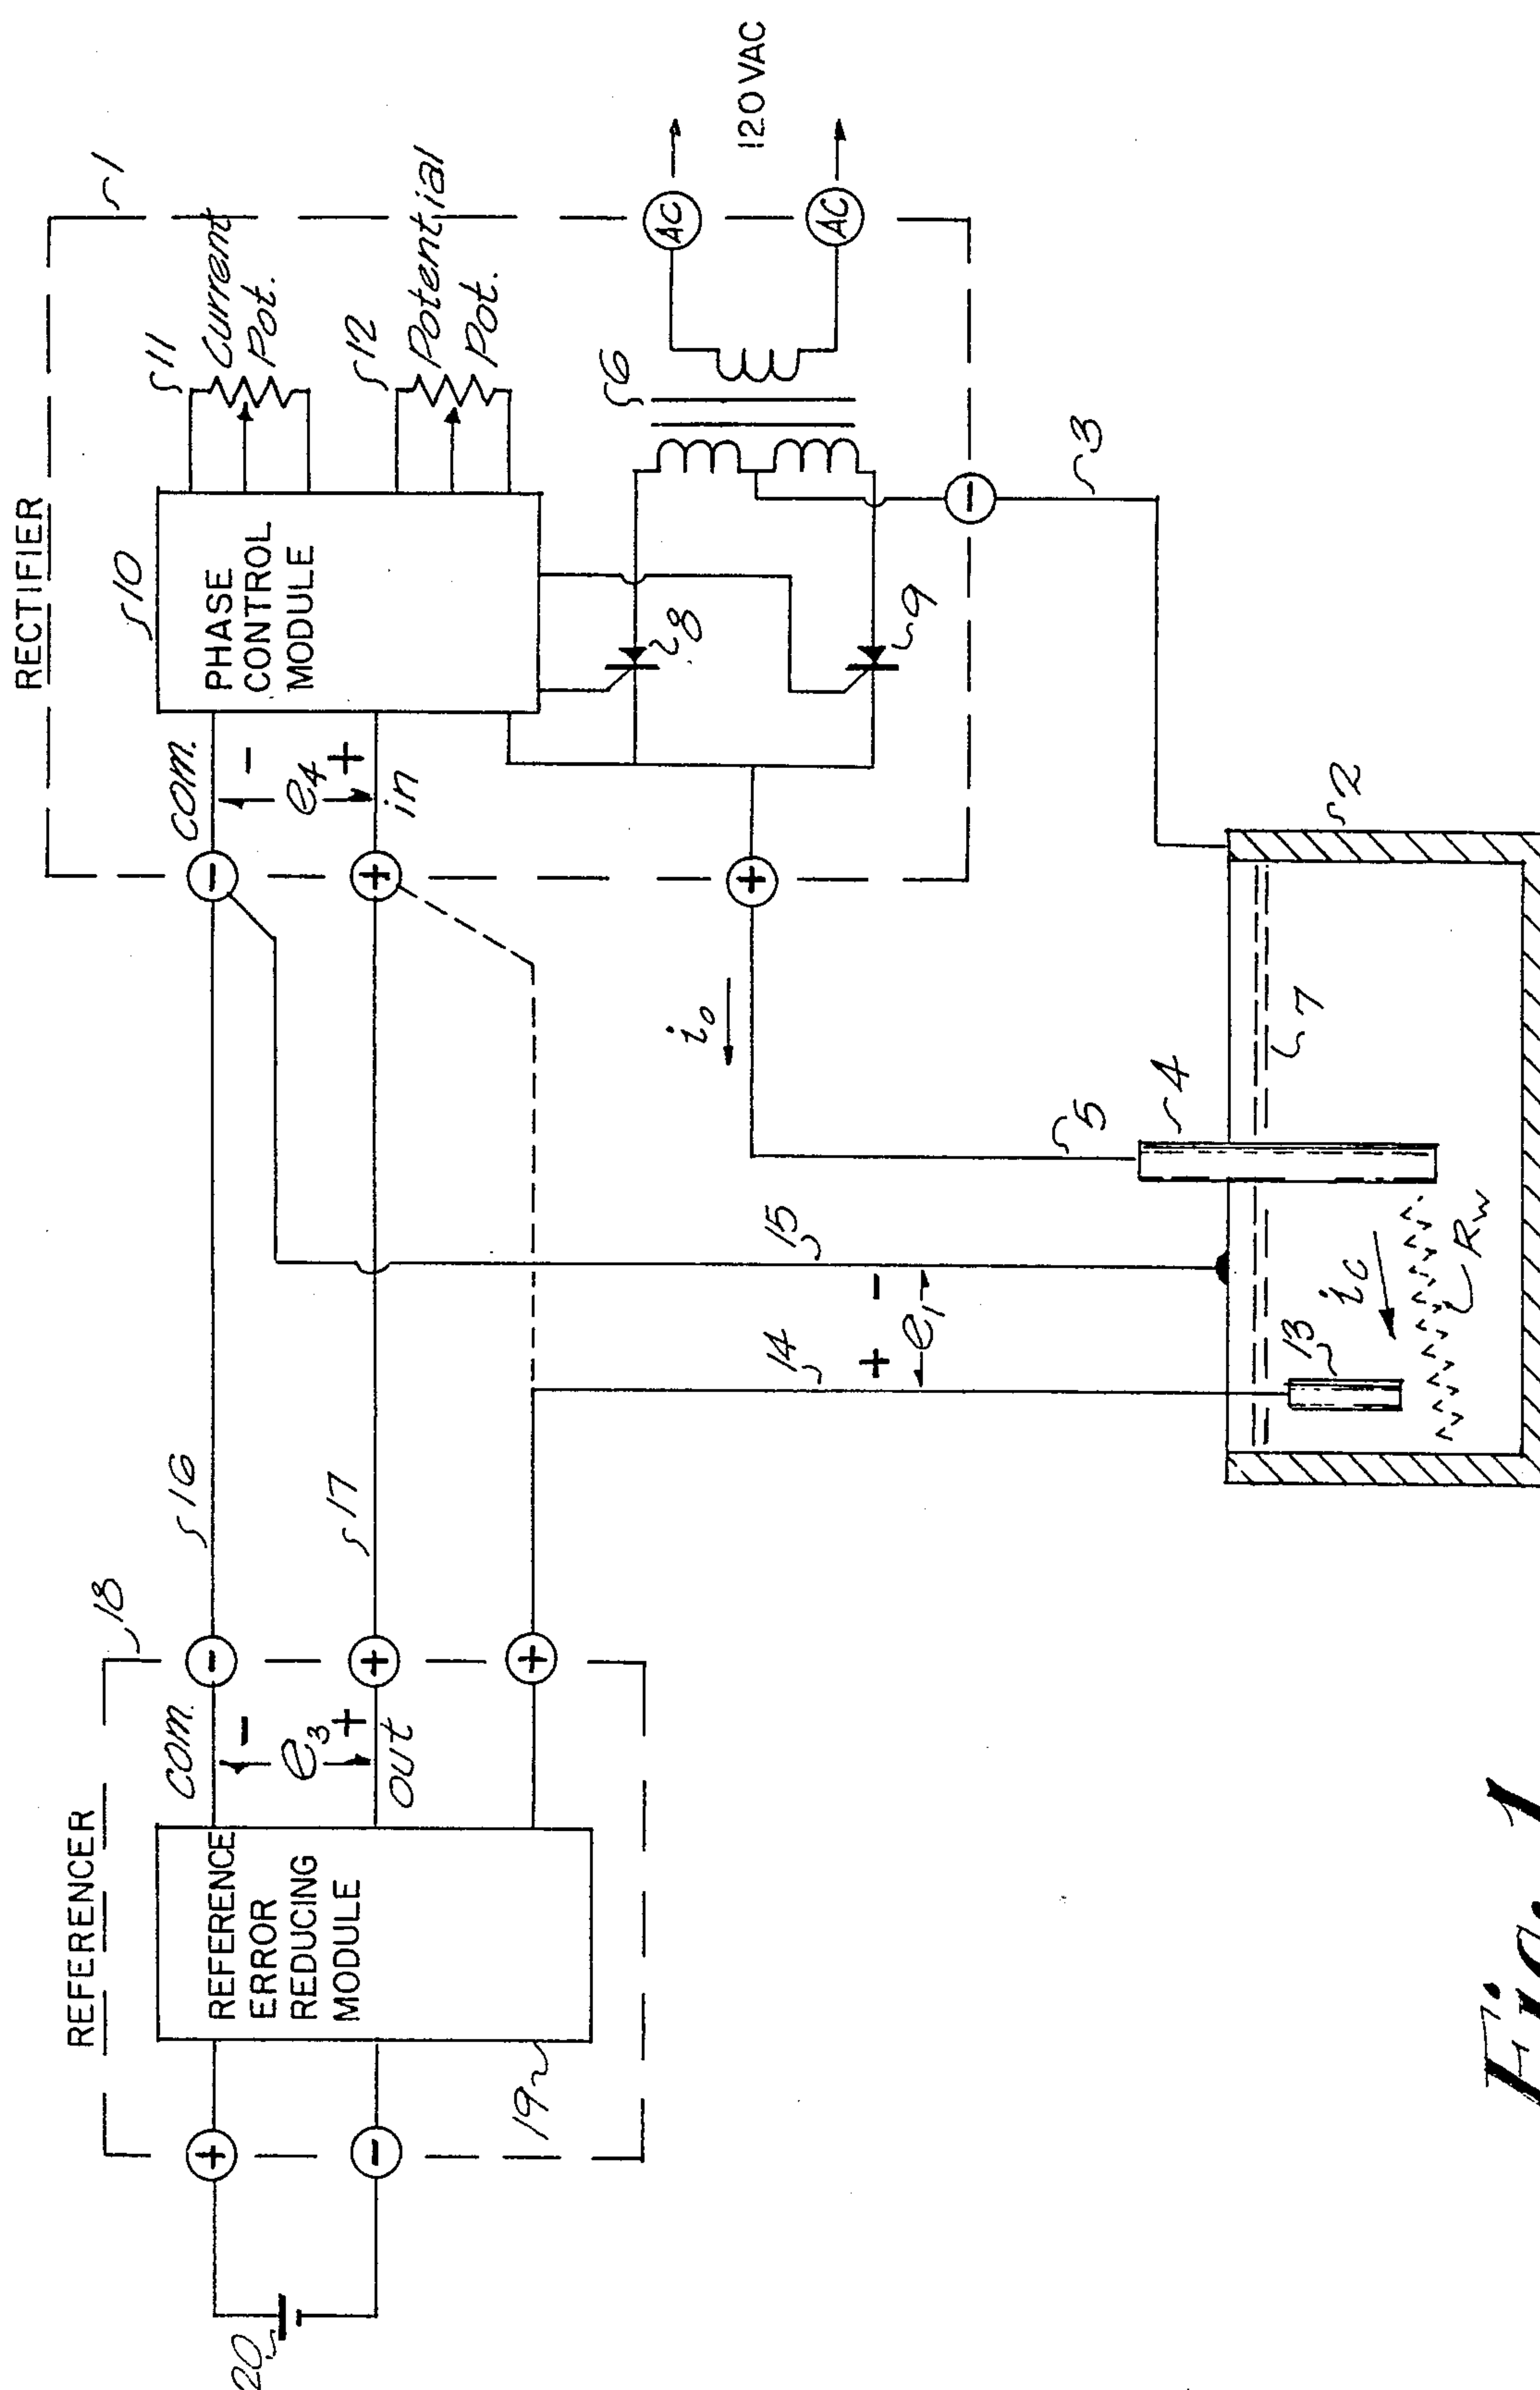 RECTIFIER
1
10
PHASE
CONTROL
MODULE
11
Current
Pot.
12
Potential
Pot.
com.
-
e4
+
in
-
+
+
8
9
6
AC
AC
120 VAC
-
3
io
5
4
2
7
15
14
+
-
e1
13
ic
Rw
16
17
REFERENCER
18
com.
-
e3
+
out
-
+
+
REFERENCE
ERROR
REDUCING
MODULE
19
+
-
20
Fig. 1